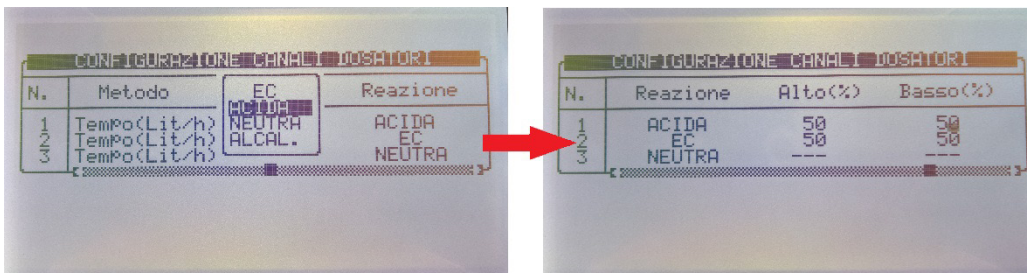 CONFIGURAZIONE CANALI DOSATORI
N. Metodo EC Reazione
ACIDA
1 Tempo(Lit/h) NEUTRA ACIDA
2 Tempo(Lit/h) ALCAL. EC
3 Tempo(Lit/h) NEUTRA
CONFIGURAZIONE CANALI DOSATORI
N. Reazione Alto(%) Basso(%)
1 ACIDA 50 50
2 EC 50 50
3 NEUTRA --- ---